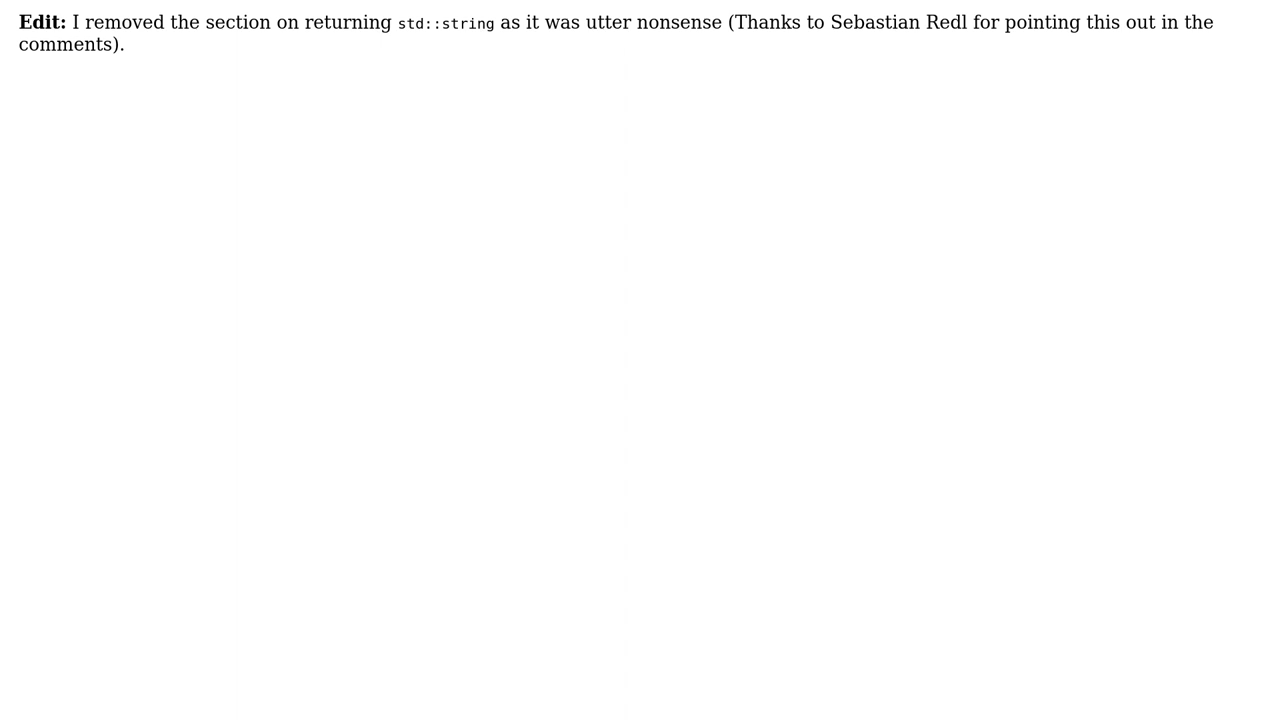 Edit: I removed the section on returning std::string as it was utter nonsense (Thanks to Sebastian Redl for pointing this out in the
comments).